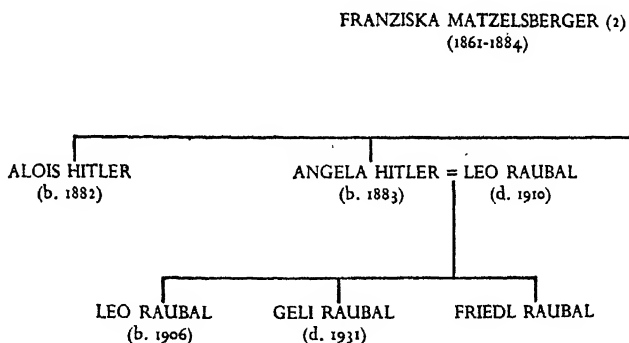 FRANZISKA MATZELSBERGER (2)
(1861-1884)
ALOIS HITLER
(b. 1882)
ANGELA HITLER = LEO RAUBAL
(b. 1883) (d. 1910)
LEO RAUBAL GELI RAUBAL FRIEDL RAUBAL
(b. 1906) (d. 1931)